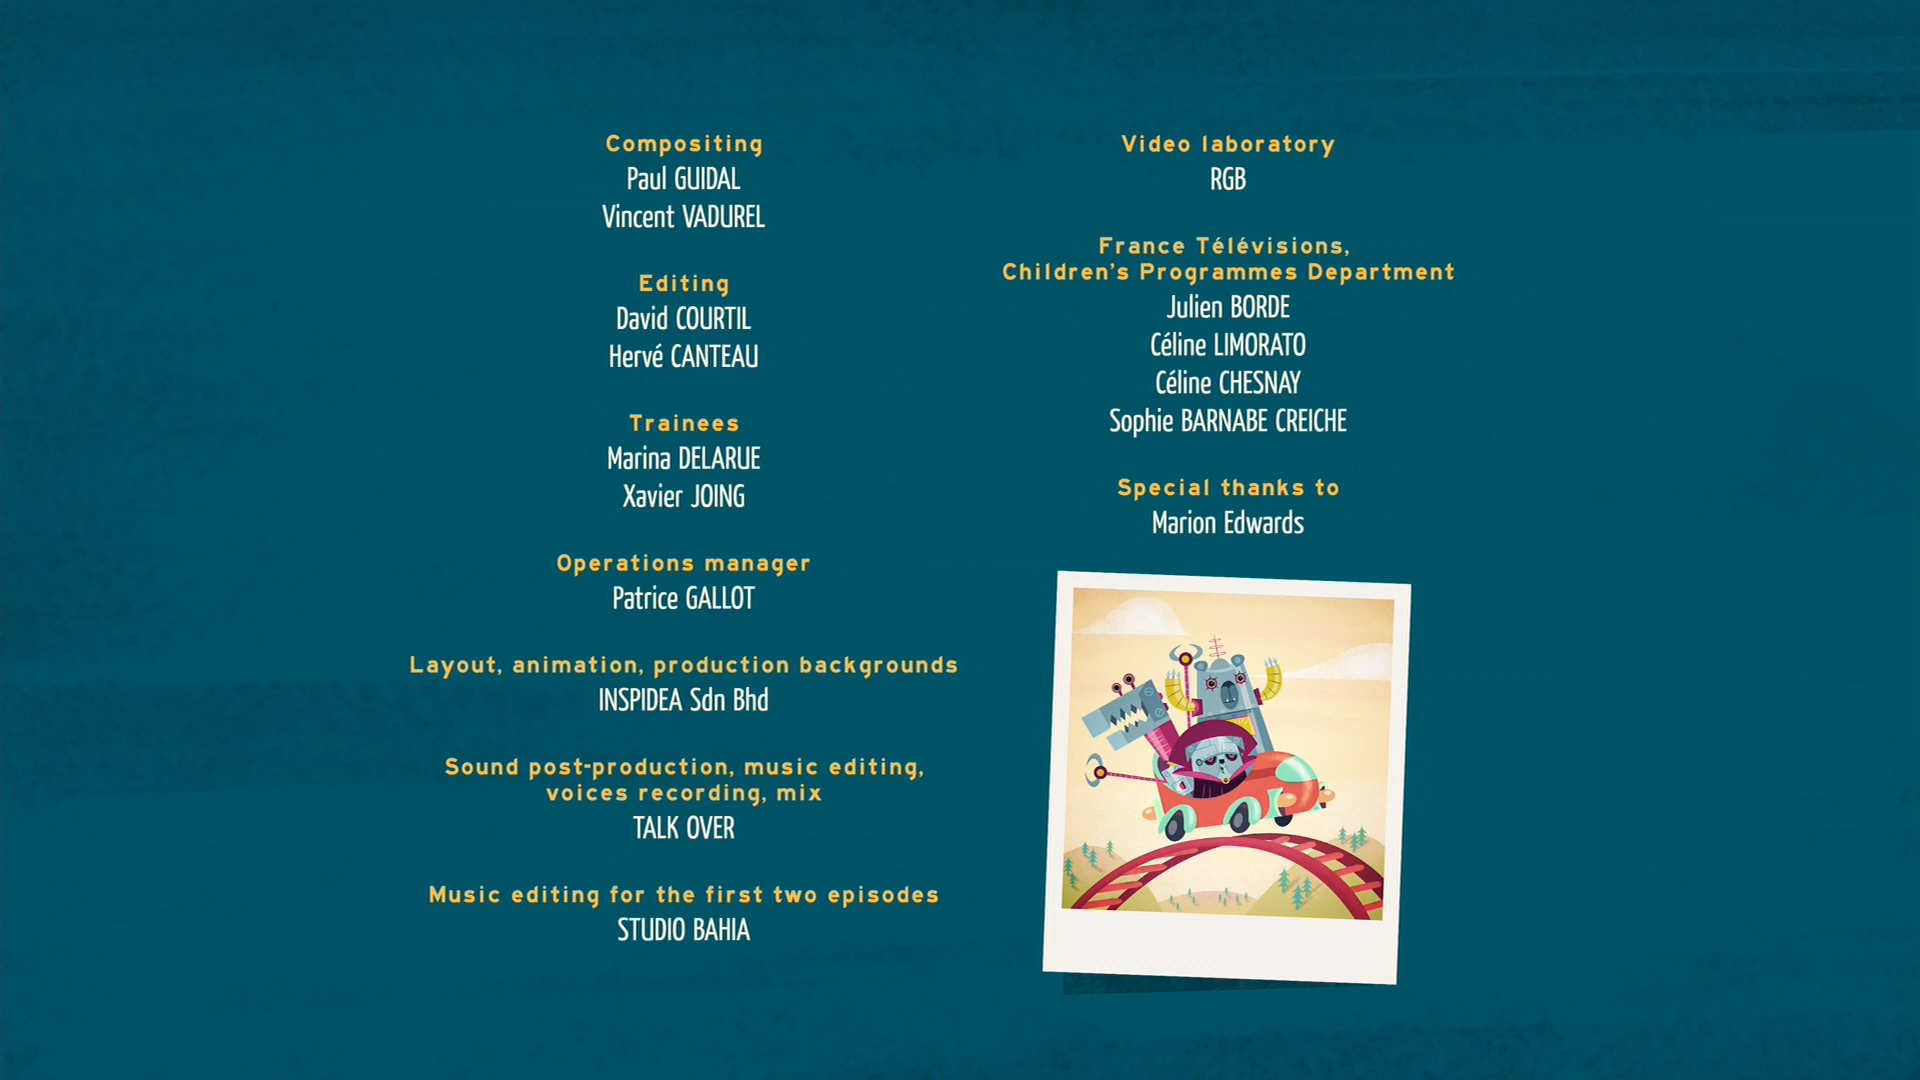 Compositing
Paul GUIDAL
Vincent VADUREL
Editing
David COURTIL
Hervé CANTEAU
Trainees
Marina DELARUE
Xavier JOING
Operations manager
Patrice GALLOT
Layout, animation, production backgrounds
INSPIDEA Sdn Bhd
Sound post-production, music editing,
voices recording, mix
TALK OVER
Music editing for the first two episodes
STUDIO BAHIA
Video laboratory
RGB
France Télévisions,
Children's Programmes Department
Julien BORDE
Céline LIMORATO
Céline CHESNAY
Sophie BARNABE CREICHE
Special thanks to
Marion Edwards